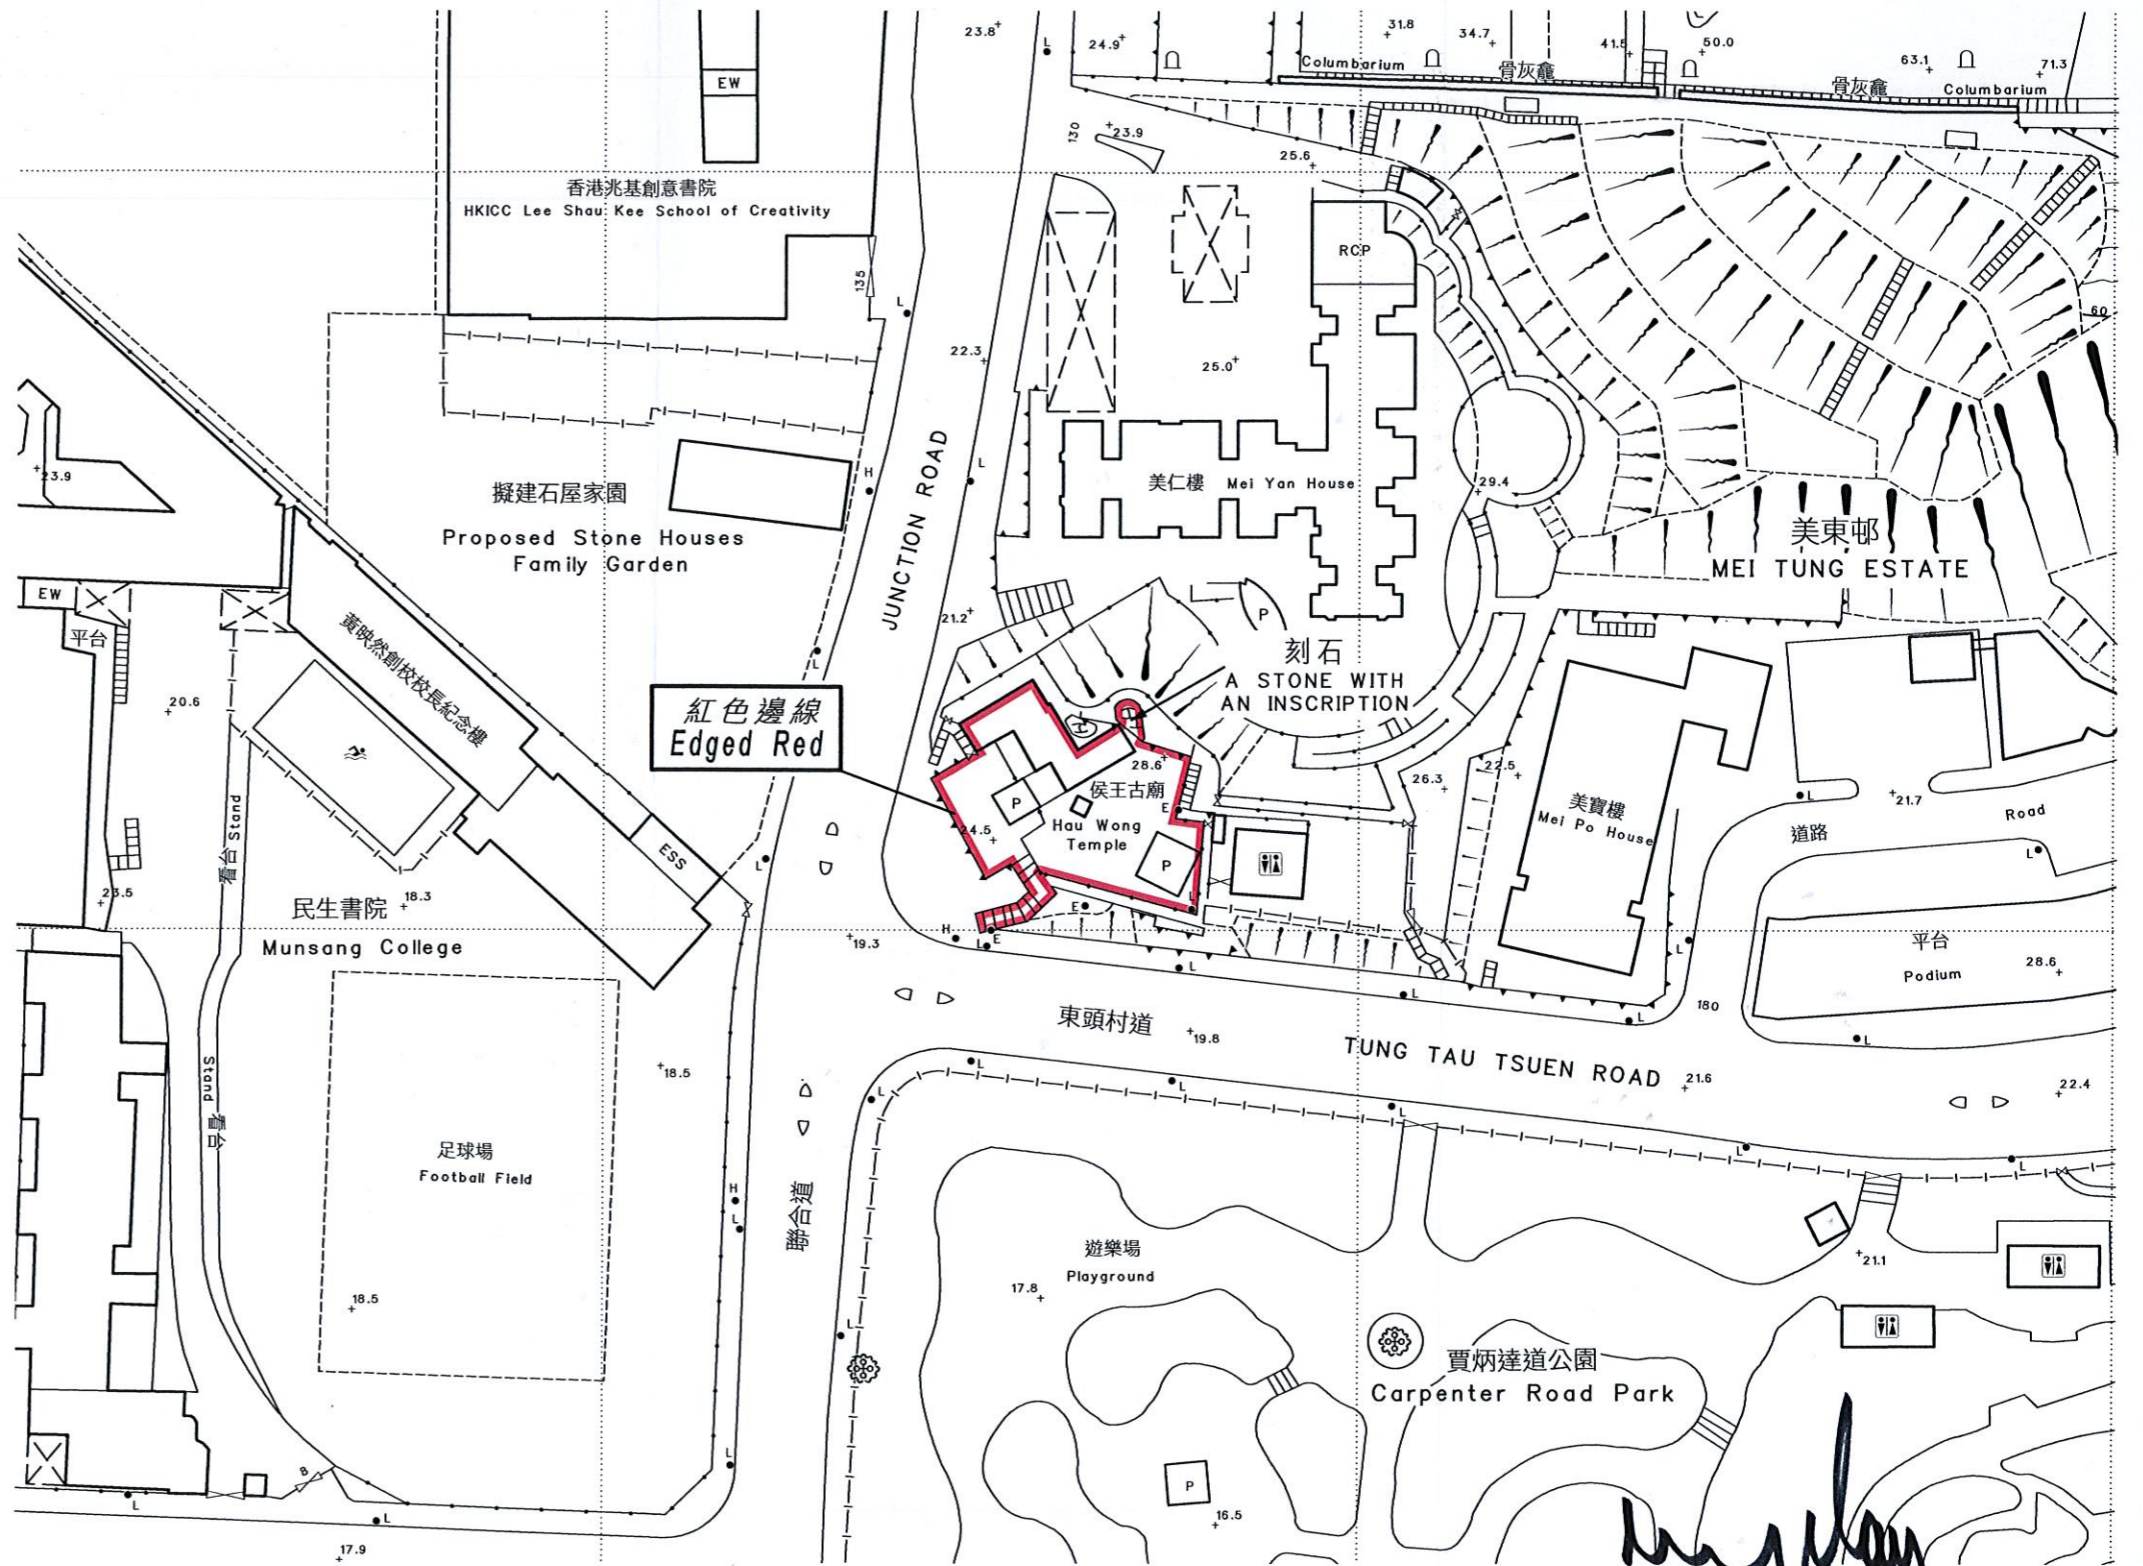 23.8
24.9
31.8
34.7
41.5
50.0
63.1
71.3
Columbarium
骨灰龕
骨灰龕
Columbarium
EW
130
23.9
25.6
香港兆基創意書院
HKICC Lee Shau Kee School of Creativity
135
L
L
RCP
60
22.3
25.0
JUNCTION ROAD
23.9
H
L
美仁樓 Mei Yan House
29.4
擬建石屋家園
Proposed Stone Houses
Family Garden
美東邨
MEI TUNG ESTATE
EW
平台
黃映然創校校長紀念樓
21.2
P
L
刻石
A STONE WITH
AN INSCRIPTION
紅色邊線
Edged Red
20.6
28.6
26.3
22.5
侯王古廟
Hau Wong
Temple
P
P
E
24.5
美寶樓
Mei Po House
L
21.7
道路
Road
L
看台 Stand
ESS
L
23.5
18.3
民生書院
Munsang College
E
L
H
L
E
19.3
L
L
L
平台
Podium
28.6
180
L
L
東頭村道
19.8
TUNG TAU TSUEN ROAD
21.6
22.4
Stand 看台
18.5
L
L
L
L
L
L
足球場
Football Field
H
L
聯合道
遊樂場
Playground
17.8
21.1
18.5
L
賈炳達道公園
Carpenter Road Park
P
16.5
L
8
L
L
17.9